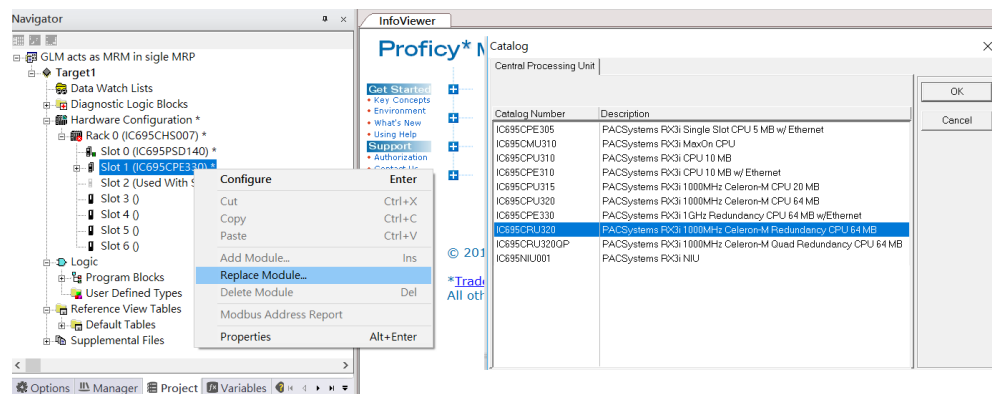 Navigator
GLM acts as MRM in sigle MRP
Target1
Data Watch Lists
Diagnostic Logic Blocks
Hardware Configuration *
Rack 0 (IC695CHS007) *
Slot 0 (IC695PSD140) *
Slot 1 (IC695CPE330) *
Slot 2 (Used With S
Slot 3 ()
Slot 4 ()
Slot 5 ()
Slot 6 ()
Logic
Program Blocks
User Defined Types
Reference View Tables
Default Tables
Supplemental Files
Options Manager Project Variables
Configure Enter
Cut Ctrl+X
Copy Ctrl+C
Paste Ctrl+V
Add Module... Ins
Replace Module...
Delete Module Del
Modbus Address Report
Properties Alt+Enter
InfoViewer
Proficy*
Get Started
Key Concepts
Environment
What's New
Using Help
Support
Authorization
© 201
*Trade
All oth
Catalog
Central Processing Unit
Catalog Number Description
IC695CPE305 PACSystems RX3i Single Slot CPU 5 MB w/ Ethernet
IC695CMU310 PACSystems RX3i MaxOn CPU
IC695CPU310 PACSystems RX3i CPU 10 MB
IC695CPE310 PACSystems RX3i CPU 10 MB w/ Ethernet
IC695CPU315 PACSystems RX3i 1000MHz Celeron-M CPU 20 MB
IC695CPU320 PACSystems RX3i 1000MHz Celeron-M CPU 64 MB
IC695CPE330 PACSystems RX3i 1GHz Redundancy CPU 64 MB w/Ethernet
IC695CRU320 PACSystems RX3i 1000MHz Celeron-M Redundancy CPU 64 MB
IC695CRU320QP PACSystems RX3i 1000MHz Celeron-M Quad Redundancy CPU 64 MB
IC695NIU001 PACSystems RX3i NIU
OK
Cancel